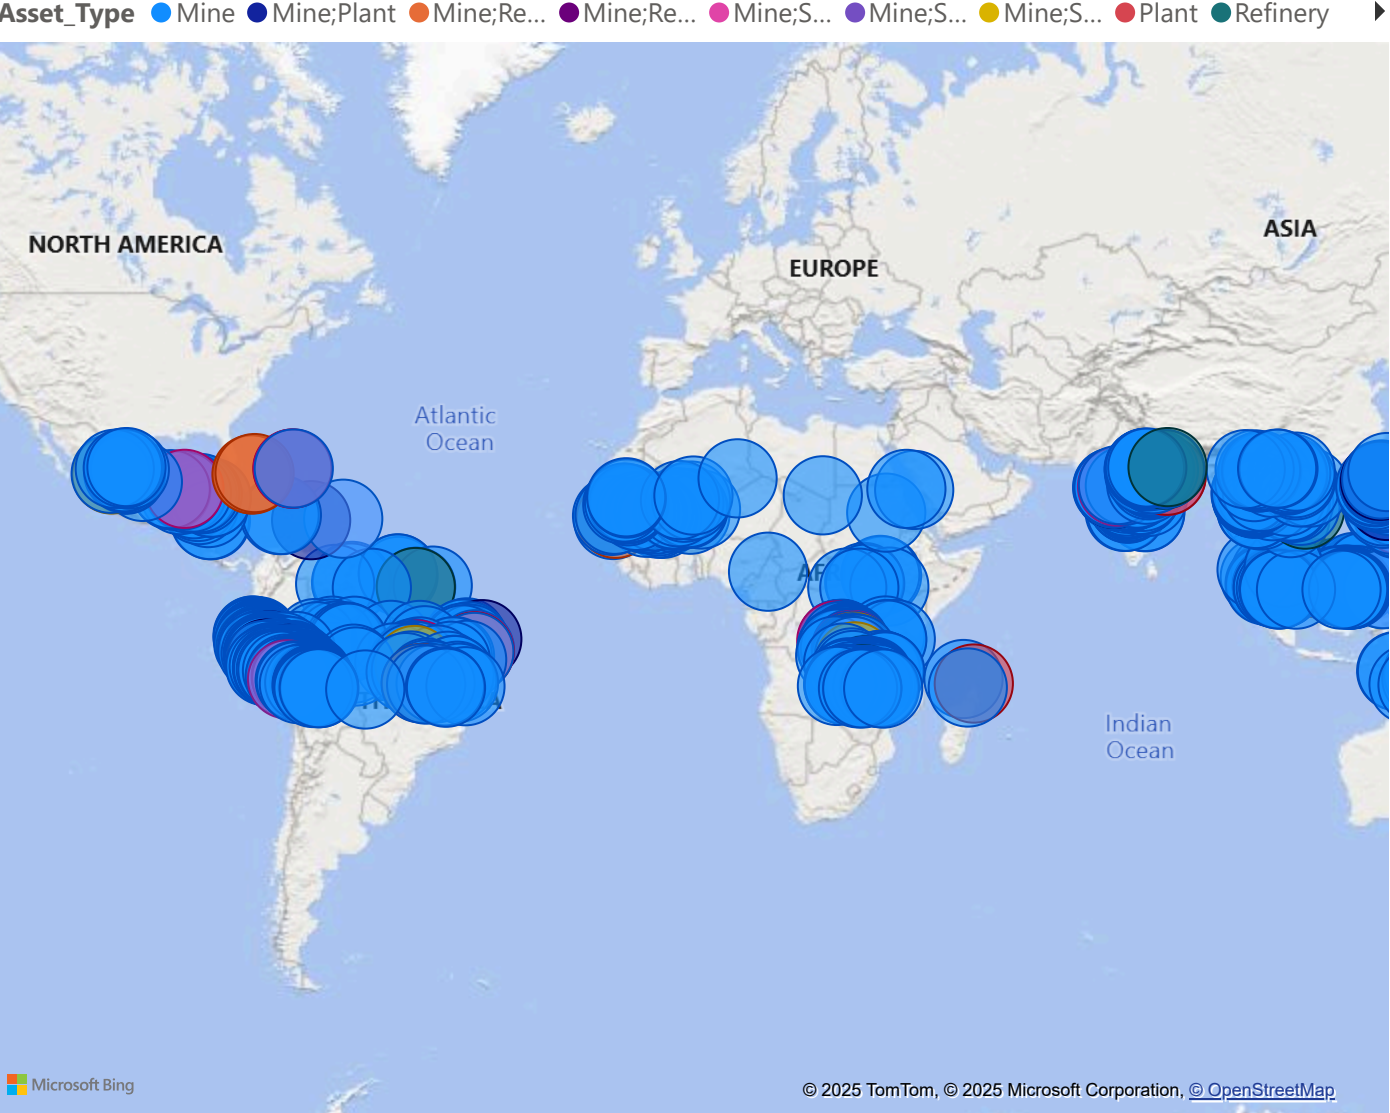 Asset_Type Mine Mine;Plant Mine;Re... Mine;Re... Mine;S... Mine;S... Mine;S... Plant Refinery
NORTH AMERICA
ASIA
EUROPE
Atlantic
Ocean
AF
Indian
Ocean
Microsoft Bing
© 2025 TomTom, © 2025 Microsoft Corporation, © OpenStreetMap